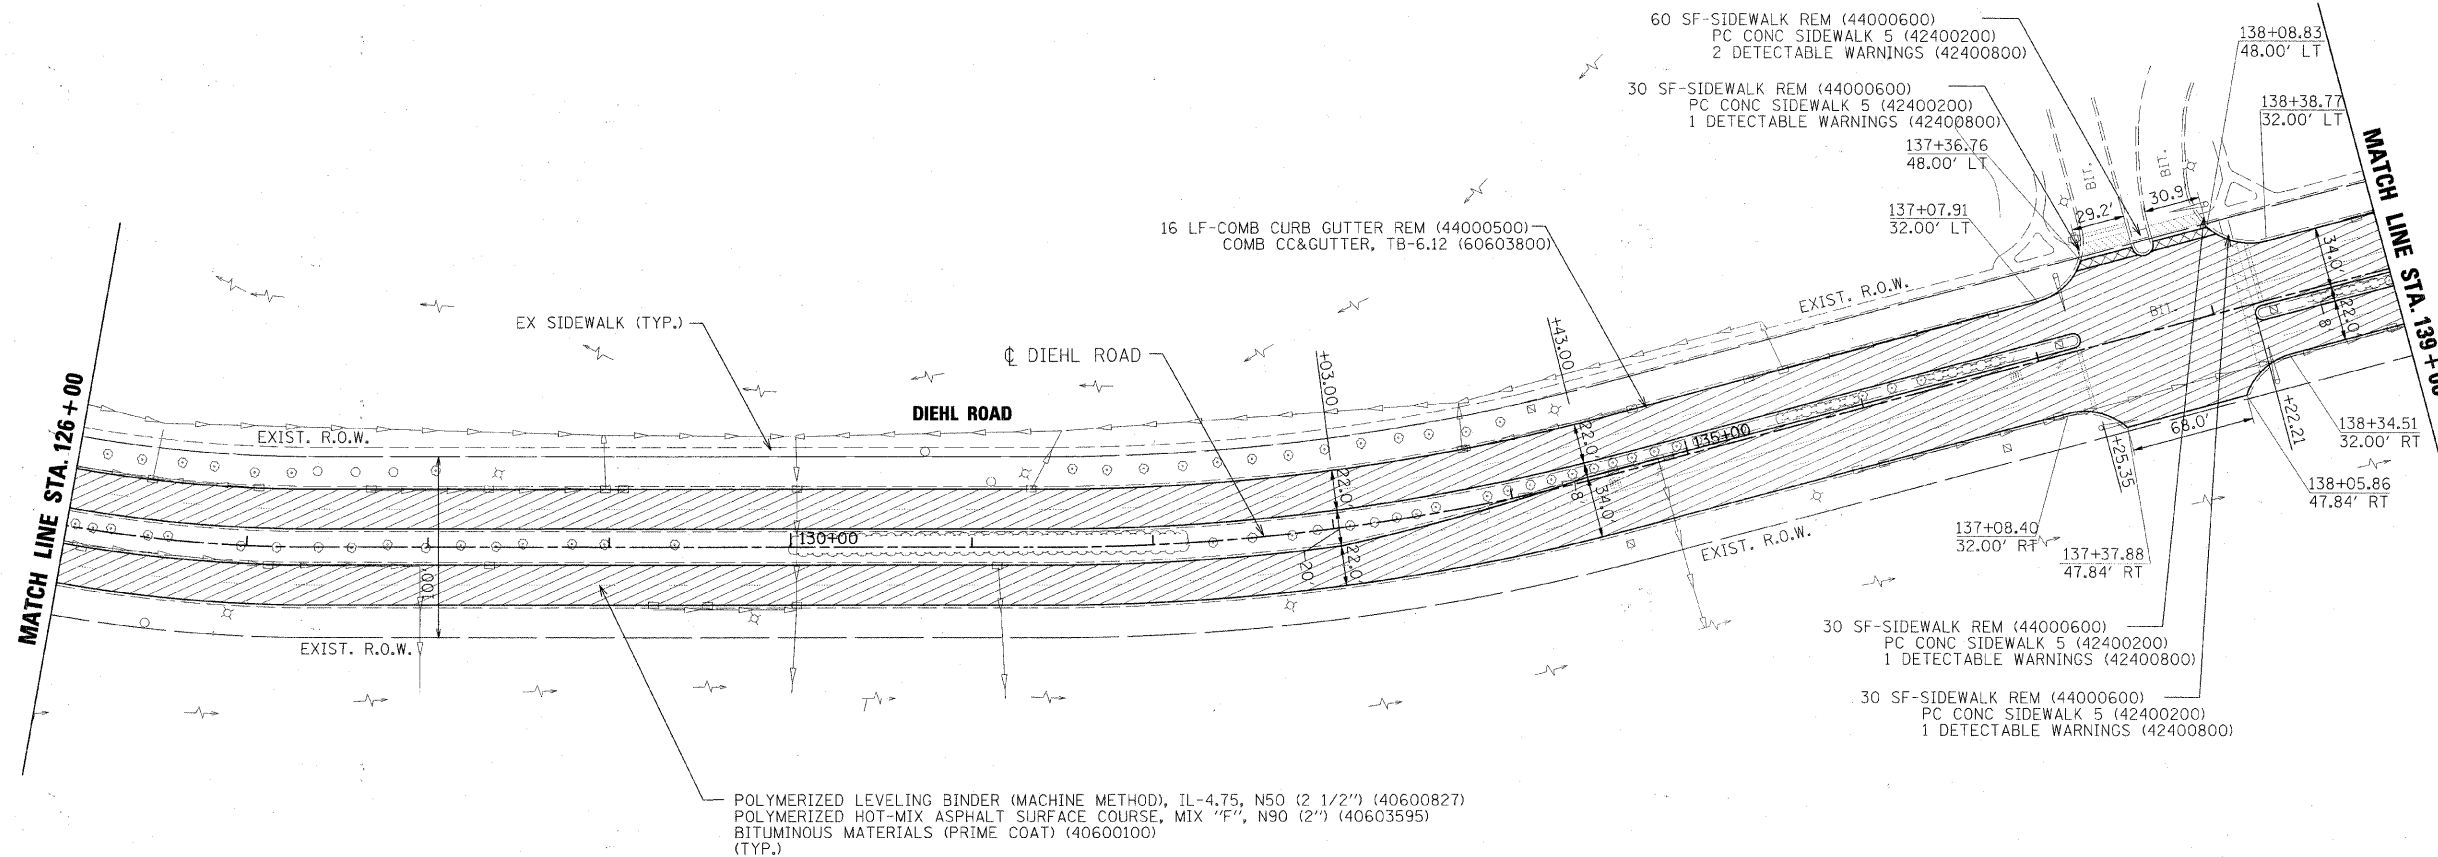 60 SF-SIDEWALK REM (44000600)
PC CONC SIDEWALK 5 (42400200)
2 DETECTABLE WARNINGS (42400800)
30 SF-SIDEWALK REM (44000600)
PC CONC SIDEWALK 5 (42400200)
1 DETECTABLE WARNINGS (42400800)
138+08.83
48.00' LT
138+38.77
32.00' LT
137+36.76
48.00' LT
137+07.91
32.00' LT
BIT.
BIT.
29.2'
30.9'
MATCH LINE STA. 139+00
16 LF-COMB CURB GUTTER REM (44000500)
COMB CC&GUTTER, TB-6.12 (60603800)
EXIST. R.O.W.
34.0'
22.0'
8'
BIT.
EX SIDEWALK (TYP.)
℄ DIEHL ROAD
+03.00
+43.00
DIEHL ROAD
MATCH LINE STA. 126+00
EXIST. R.O.W.
135+00
22.0'
8'
34.0'
22.0'
22.0'
20'
130+00
100'
68.0'
+22.21
+25.35
138+34.51
32.00' RT
138+05.86
47.84' RT
137+08.40
32.00' RT
137+37.88
47.84' RT
EXIST. R.O.W.
EXIST. R.O.W.
30 SF-SIDEWALK REM (44000600)
PC CONC SIDEWALK 5 (42400200)
1 DETECTABLE WARNINGS (42400800)
30 SF-SIDEWALK REM (44000600)
PC CONC SIDEWALK 5 (42400200)
1 DETECTABLE WARNINGS (42400800)
POLYMERIZED LEVELING BINDER (MACHINE METHOD), IL-4.75, N50 (2 1/2") (40600827)
POLYMERIZED HOT-MIX ASPHALT SURFACE COURSE, MIX "F", N90 (2") (40603595)
BITUMINOUS MATERIALS (PRIME COAT) (40600100)
(TYP.)